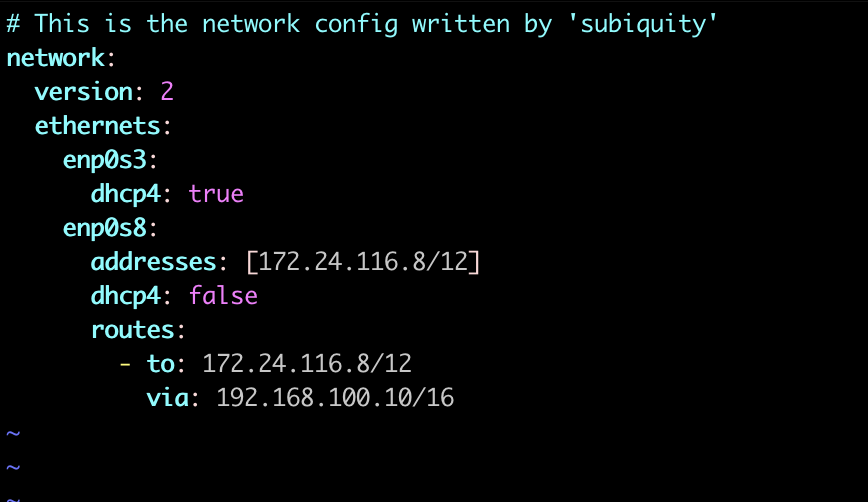 # This is the network config written by 'subiquity'
network:
  version: 2
  ethernets:
    enp0s3:
      dhcp4: true
    enp0s8:
      addresses: [172.24.116.8/12]
      dhcp4: false
      routes:
        - to: 172.24.116.8/12
          via: 192.168.100.10/16
~
~
~